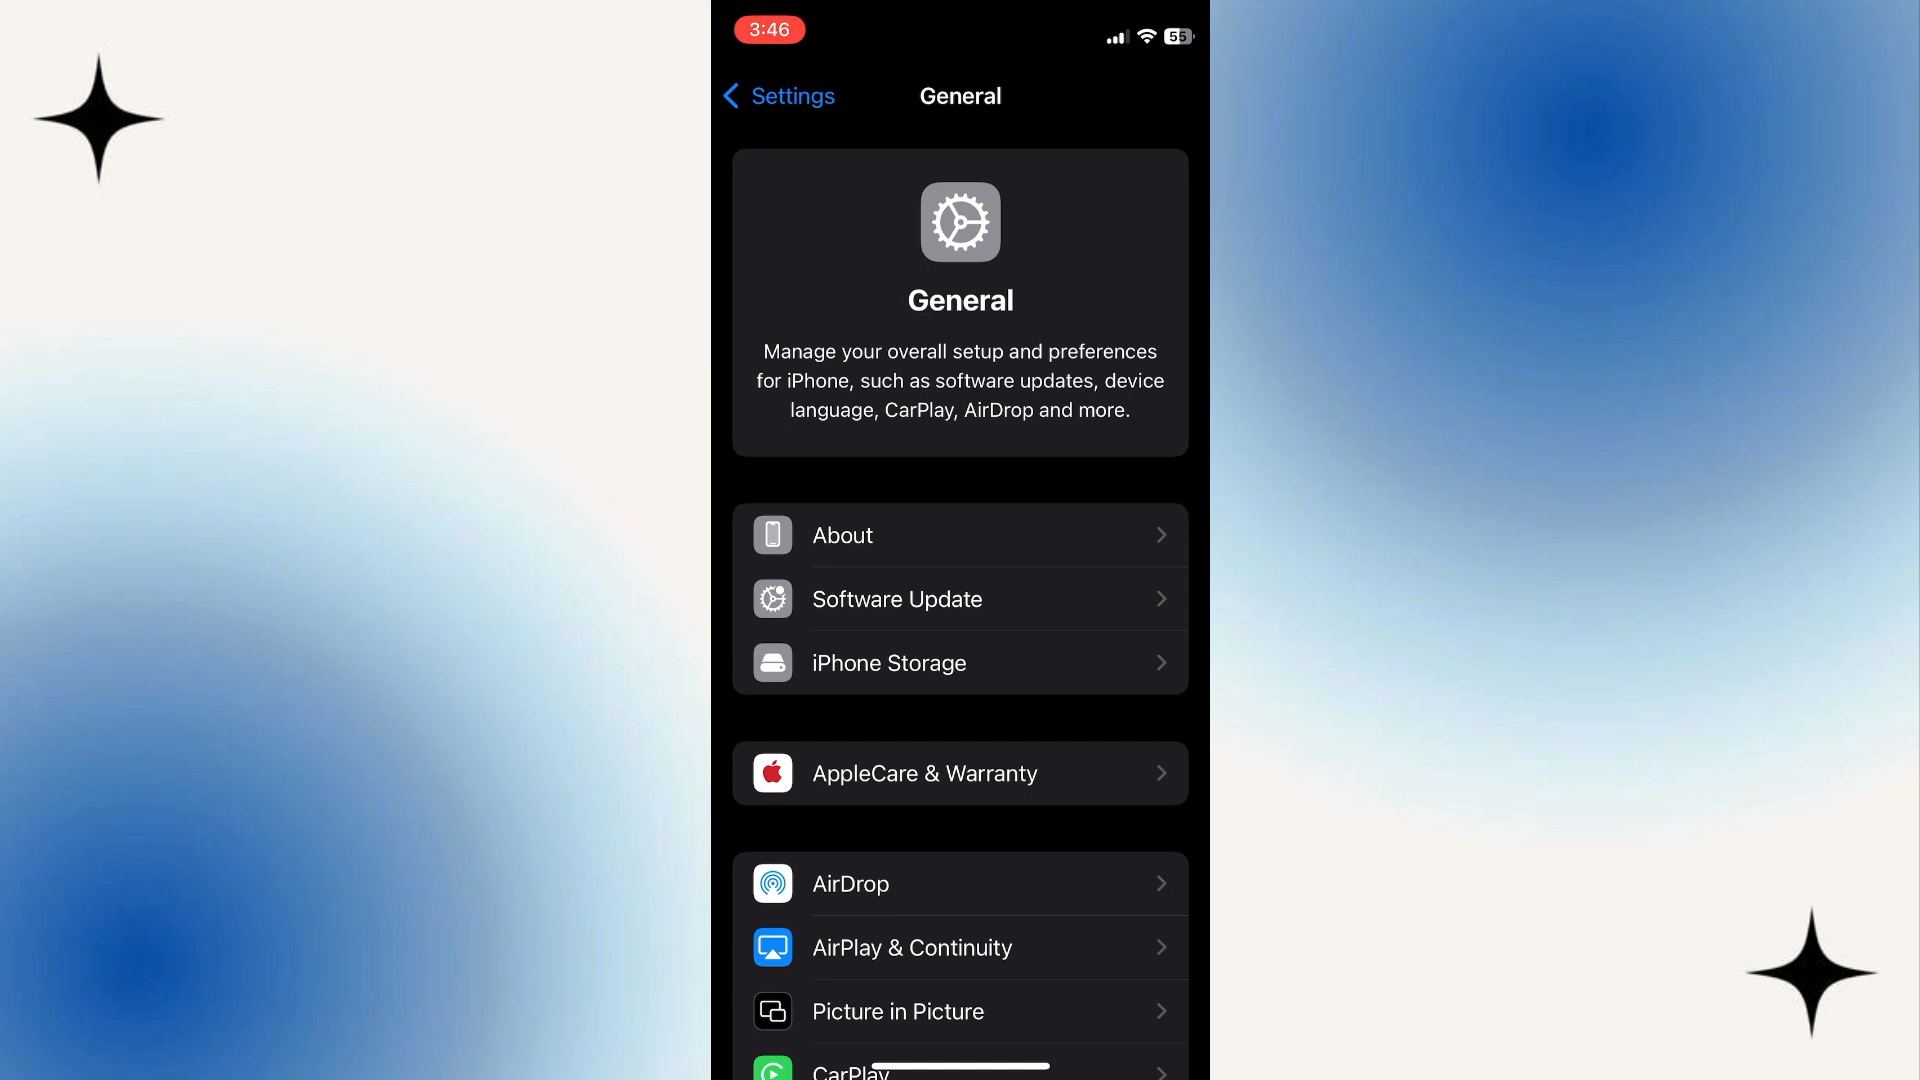 3:46
55
Settings
General
General
Manage your overall setup and preferences
for iPhone, such as software updates, device
language, CarPlay, AirDrop and more.
About
Software Update
iPhone Storage
AppleCare & Warranty
AirDrop
AirPlay & Continuity
Picture in Picture
CarPlay